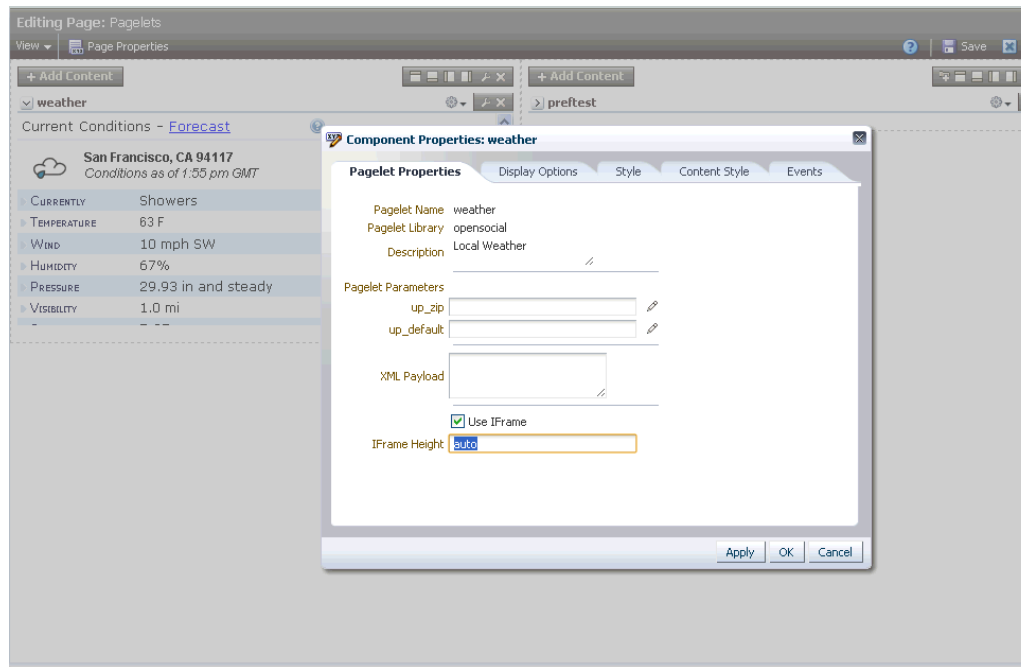 Editing Page: Pagelets
View Page Properties Save
+ Add Content + Add Content
weather preftest
Current Conditions - Forecast
San Francisco, CA 94117
Conditions as of 1:55 pm GMT
Currently Showers
Temperature 63 F
Wind 10 mph SW
Humidity 67%
Pressure 29.93 in and steady
Visibility 1.0 mi
Component Properties: weather
Pagelet Properties Display Options Style Content Style Events
Pagelet Name weather
Pagelet Library opensocial
Description Local Weather
Pagelet Parameters
up_zip
up_default
XML Payload
Use IFrame
IFrame Height auto
Apply OK Cancel